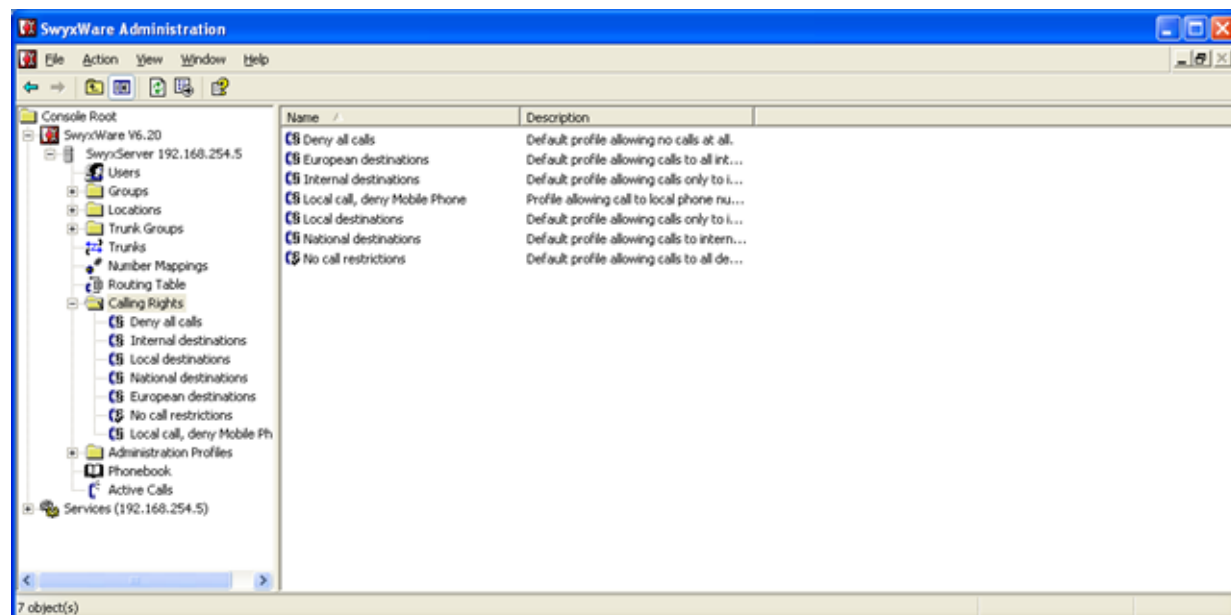 SwyxWare Administration
File Action View Window Help
Console Root
SwyxWare V6.20
SwyxServer 192.168.254.5
Users
Groups
Locations
Trunk Groups
Trunks
Number Mappings
Routing Table
Calling Rights
Deny all calls
Internal destinations
Local destinations
National destinations
European destinations
No call restrictions
Local call, deny Mobile Ph
Administration Profiles
Phonebook
Active Calls
Services (192.168.254.5)
Name Description
Deny all calls Default profile allowing no calls at all.
European destinations Default profile allowing calls to all int...
Internal destinations Default profile allowing calls only to i...
Local call, deny Mobile Phone Profile allowing call to local phone nu...
Local destinations Default profile allowing calls only to i...
National destinations Default profile allowing calls to intern...
No call restrictions Default profile allowing calls to all de...
7 object(s)